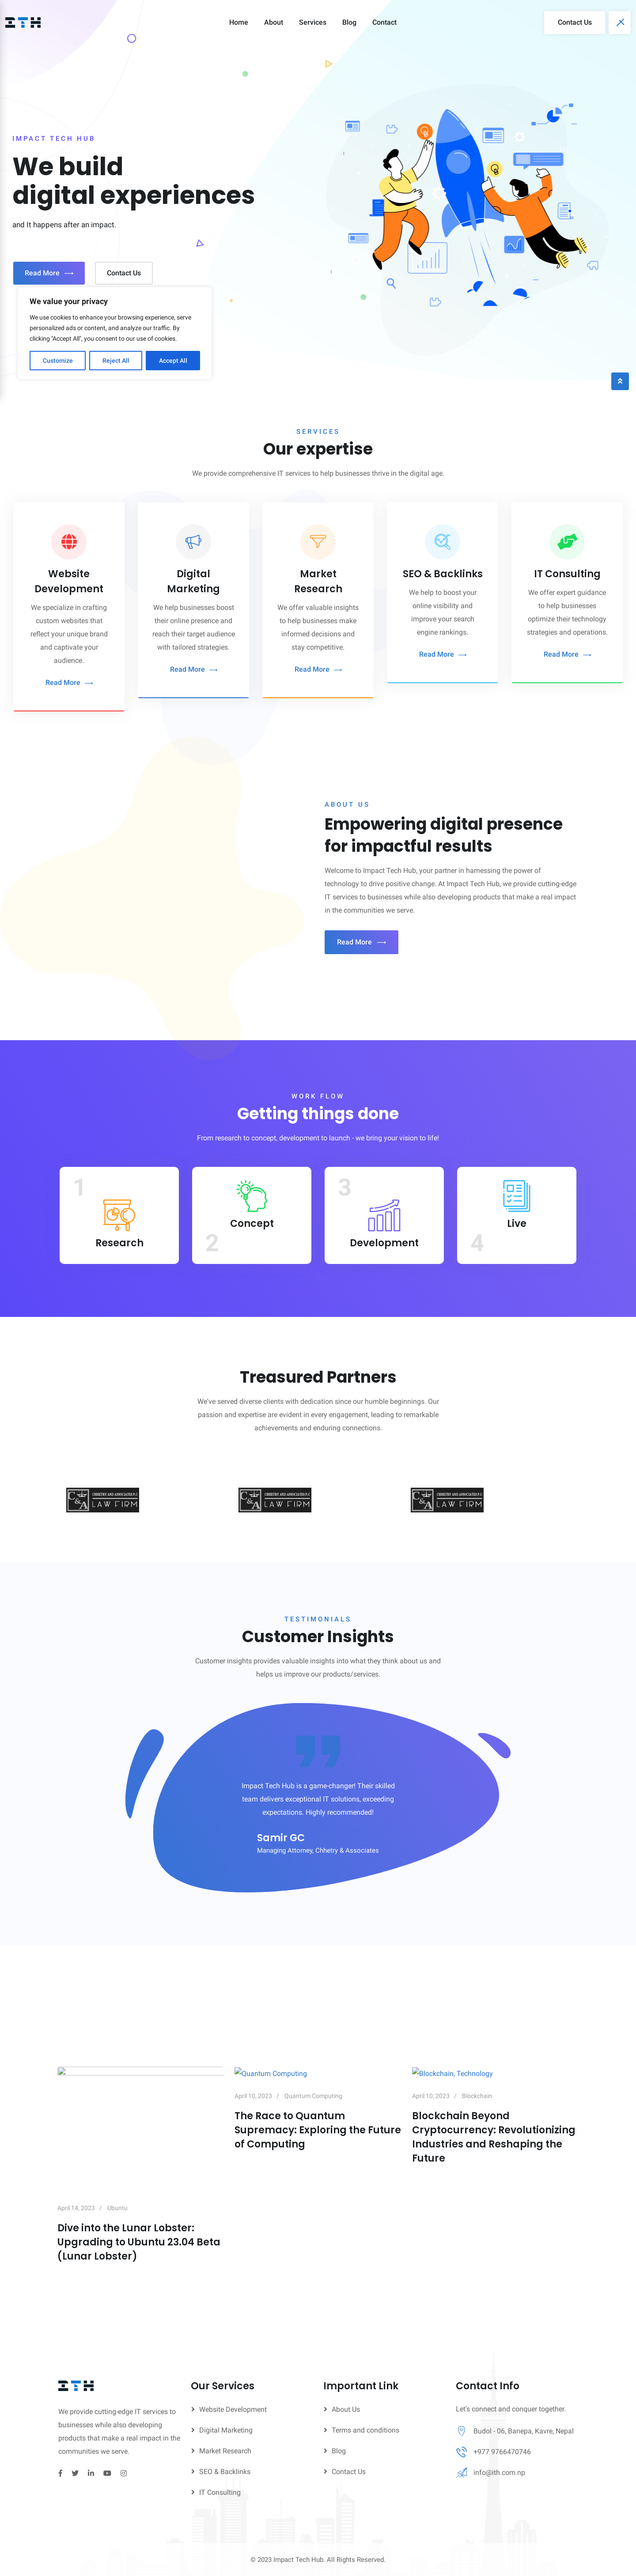 ITH
Home
About
Services
Blog
Contact
Contact Us
IMPACT TECH HUB
We build
digital experiences
and It happens after an impact.
Read More
Contact Us
We value your privacy
We use cookies to enhance your browsing experience, serve
personalized ads or content, and analyze our traffic. By
clicking "Accept All", you consent to our use of cookies.
Customize
Reject All
Accept All
SERVICES
Our expertise
We provide comprehensive IT services to help businesses thrive in the digital age.
Website
Development
We specialize in crafting
custom websites that
reflect your unique brand
and captivate your
audience.
Read More
Digital
Marketing
We help businesses boost
their online presence and
reach their target audience
with tailored strategies.
Read More
Market
Research
We offer valuable insights
to help businesses make
informed decisions and
stay competitive.
Read More
SEO & Backlinks
We help to boost your
online visibility and
improve your search
engine rankings.
Read More
IT Consulting
We offer expert guidance
to help businesses
optimize their technology
strategies and operations.
Read More
ABOUT US
Empowering digital presence
for impactful results
Welcome to Impact Tech Hub, your partner in harnessing the power of
technology to drive positive change. At Impact Tech Hub, we provide cutting-edge
IT services to businesses while also developing products that make a real impact
in the communities we serve.
Read More
WORK FLOW
Getting things done
From research to concept, development to launch - we bring your vision to life!
1
Research
Concept
2
3
Development
Live
4
Treasured Partners
We've served diverse clients with dedication since our humble beginnings. Our
passion and expertise are evident in every engagement, leading to remarkable
achievements and enduring connections.
C&A
CHHETRY AND ASSOCIATES P.C
LAW FIRM
C&A
CHHETRY AND ASSOCIATES P.C
LAW FIRM
C&A
CHHETRY AND ASSOCIATES P.C
LAW FIRM
TESTIMONIALS
Customer Insights
Customer insights provides valuable insights into what they think about us and
helps us improve our products/services.
Impact Tech Hub is a game-changer! Their skilled
team delivers exceptional IT solutions, exceeding
expectations. Highly recommended!
Samir GC
Managing Attorney, Chhetry & Associates
April 14, 2023 / Ubuntu
Dive into the Lunar Lobster:
Upgrading to Ubuntu 23.04 Beta
(Lunar Lobster)
Quantum Computing
April 10, 2023 / Quantum Computing
The Race to Quantum
Supremacy: Exploring the Future
of Computing
Blockchain, Technology
April 10, 2023 / Blockchain
Blockchain Beyond
Cryptocurrency: Revolutionizing
Industries and Reshaping the
Future
ITH
We provide cutting-edge IT services to
businesses while also developing
products that make a real impact in the
communities we serve.
Our Services
Website Development
Digital Marketing
Market Research
SEO & Backlinks
IT Consulting
Important Link
About Us
Terms and conditions
Blog
Contact Us
Contact Info
Let's connect and conquer together.
Budol - 06, Banepa, Kavre, Nepal
+977 9766470746
info@ith.com.np
© 2023 Impact Tech Hub. All Rights Reserved.